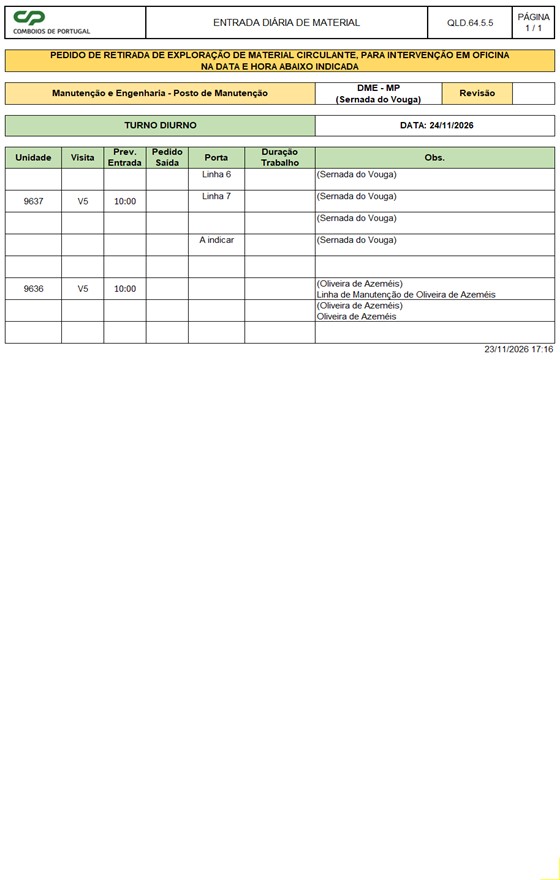 CP
COMBOIOS DE PORTUGAL
ENTRADA DIÁRIA DE MATERIAL
QLD.64.5.5
PÁGINA
1 / 1
PEDIDO DE RETIRADA DE EXPLORAÇÃO DE MATERIAL CIRCULANTE, PARA INTERVENÇÃO EM OFICINA
NA DATA E HORA ABAIXO INDICADA
Manutenção e Engenharia - Posto de Manutenção
DME - MP
(Sernada do Vouga)
Revisão
TURNO DIURNO
DATA: 24/11/2026
Unidade
Visita
Prev.
Entrada
Pedido
Saída
Porta
Duração
Trabalho
Obs.
Linha 6
(Sernada do Vouga)
9637
V5
10:00
Linha 7
(Sernada do Vouga)
(Sernada do Vouga)
A indicar
(Sernada do Vouga)
9636
V5
10:00
(Oliveira de Azeméis)
Linha de Manutenção de Oliveira de Azeméis
(Oliveira de Azeméis)
Oliveira de Azeméis
23/11/2026 17:16